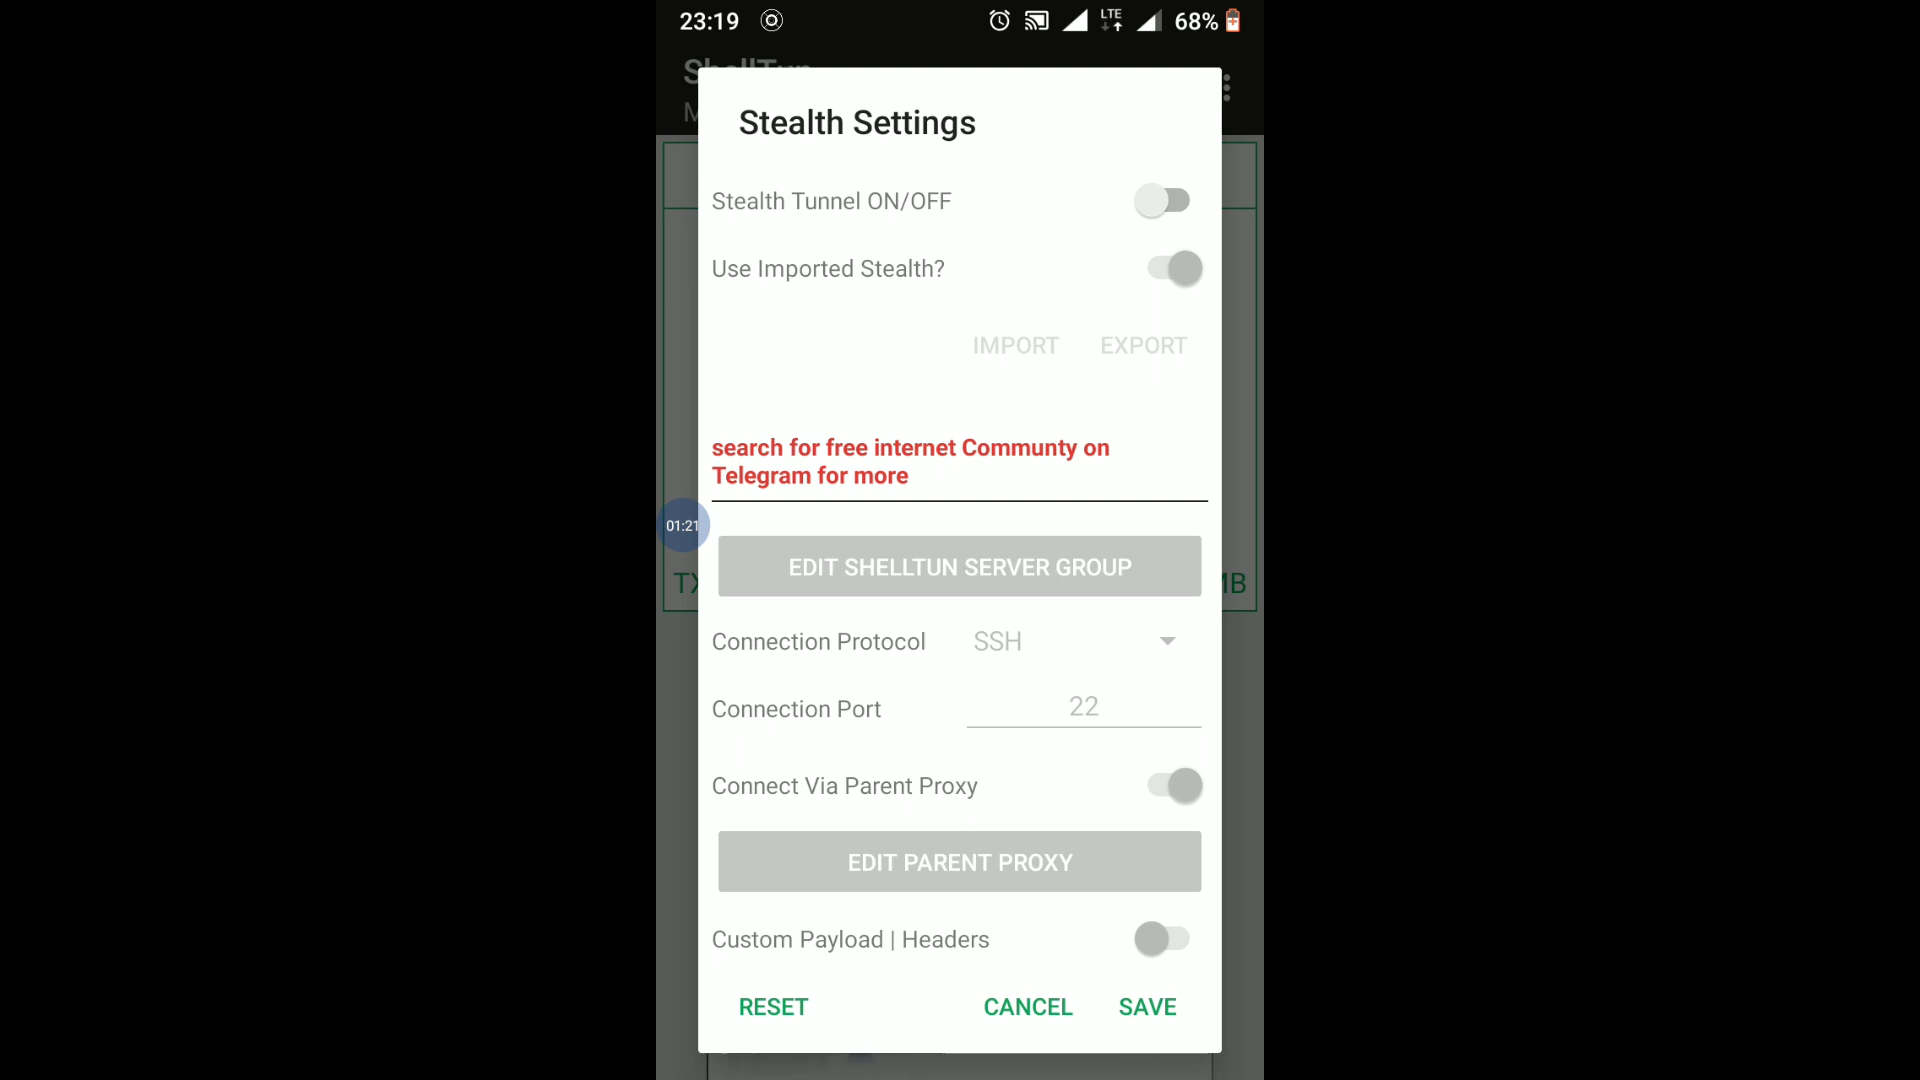 23:19
LTE
68%
ShellTun
M
Stealth Settings
Stealth Tunnel ON/OFF
Use Imported Stealth?
IMPORT EXPORT
search for free internet Communty on
Telegram for more
01:21
EDIT SHELLTUN SERVER GROUP
TX
MB
Connection Protocol SSH
Connection Port 22
Connect Via Parent Proxy
EDIT PARENT PROXY
Custom Payload | Headers
RESET CANCEL SAVE